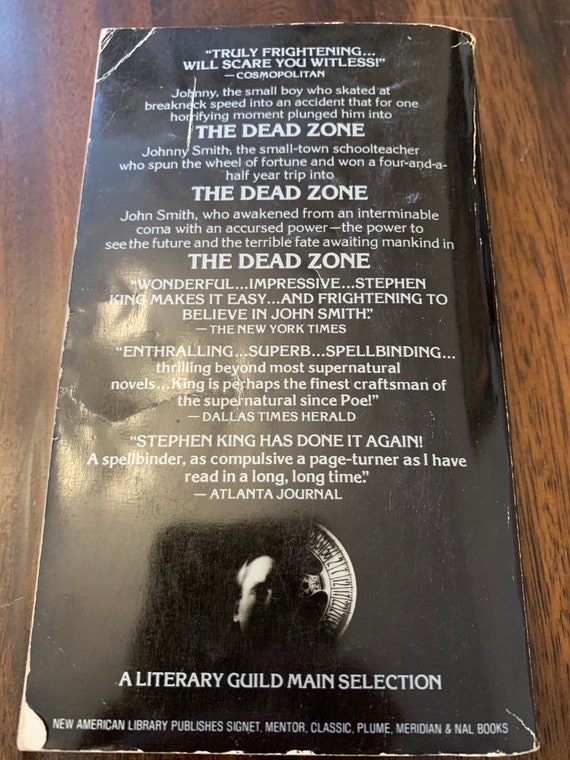 "TRULY FRIGHTENING...
WILL SCARE YOU WITLESS!"
—COSMOPOLITAN
Johnny, the small boy who skated at
breakneck speed into an accident that for one
horrifying moment plunged him into
THE DEAD ZONE
Johnny Smith, the small-town schoolteacher
who spun the wheel of fortune and won a four-and-a-
half year trip into
THE DEAD ZONE
John Smith, who awakened from an interminable
coma with an accursed power—the power to
see the future and the terrible fate awaiting mankind in
THE DEAD ZONE
"WONDERFUL...IMPRESSIVE...STEPHEN
KING MAKES IT EASY...AND FRIGHTENING TO
BELIEVE IN JOHN SMITH."
—THE NEW YORK TIMES
"ENTHRALLING...SUPERB...SPELLBINDING...
thrilling beyond most supernatural
novels...King is perhaps the finest craftsman of
the supernatural since Poe!"
—DALLAS TIMES HERALD
"STEPHEN KING HAS DONE IT AGAIN!
A spellbinder, as compulsive a page-turner as I have
read in a long, long time."
— ATLANTA JOURNAL
A LITERARY GUILD MAIN SELECTION
NEW AMERICAN LIBRARY PUBLISHES SIGNET, MENTOR, CLASSIC, PLUME, MERIDIAN & NAL BOOKS